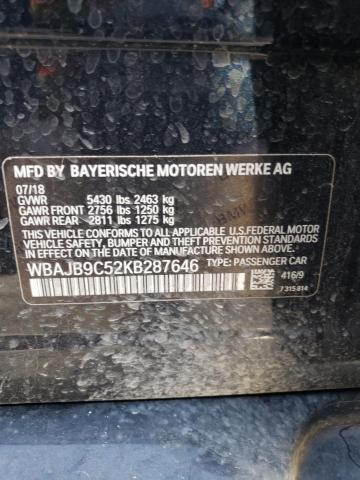 MFD BY BAYERISCHE MOTOREN WERKE AG
07/18
GVWR 5430 lbs 2463 kg
GAWR FRONT 2756 lbs 1250 kg
GAWR REAR 2811 lbs 1275 kg
THIS VEHICLE CONFORMS TO ALL APPLICABLE U.S.FEDERAL MOTOR
VEHICLE SAFETY, BUMPER, AND THEFT PREVENTION STANDARDS
IN EFFECT ON THE DATE OF MANUFACTURE SHOWN ABOVE.
WBAJB9C52KB287646 TYPE: PASSENGER CAR
416/9
7 315 814